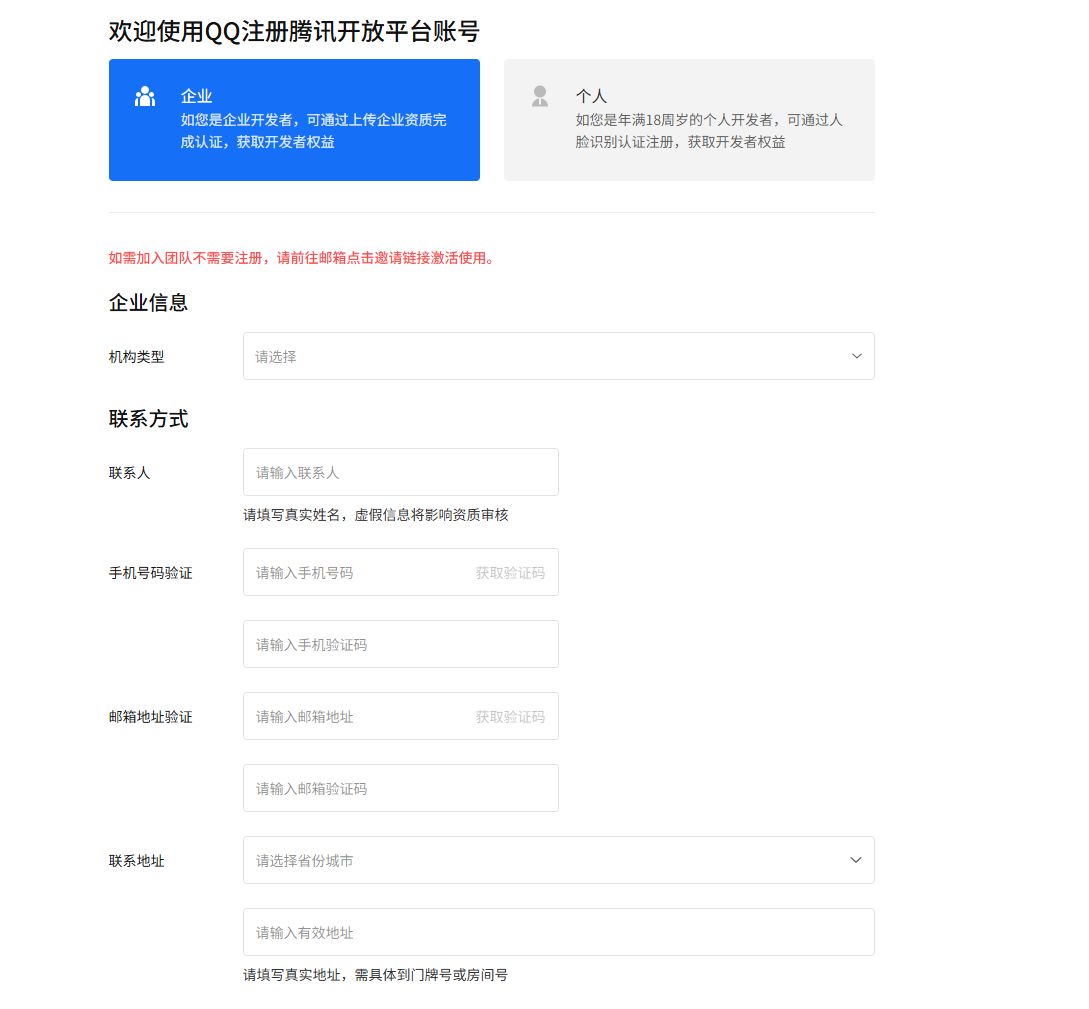 欢迎使用QQ注册腾讯开放平台账号
企业
如您是企业开发者，可通过上传企业资质完
成认证，获取开发者权益
个人
如您是年满18周岁的个人开发者，可通过人
脸识别认证注册，获取开发者权益
如需加入团队不需要注册，请前往邮箱点击邀请链接激活使用。
企业信息
机构类型
请选择
联系方式
联系人
请输入联系人
请填写真实姓名，虚假信息将影响资质审核
手机号码验证
请输入手机号码
获取验证码
请输入手机验证码
邮箱地址验证
请输入邮箱地址
获取验证码
请输入邮箱验证码
联系地址
请选择省份城市
请输入有效地址
请填写真实地址，需具体到门牌号或房间号